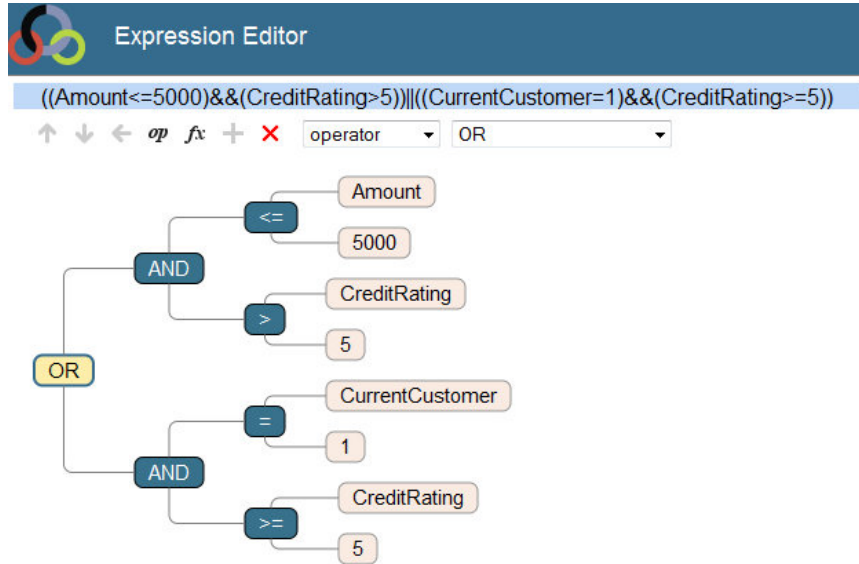 Expression Editor
((Amount<=5000)&&(CreditRating>5))||((CurrentCustomer=1)&&(CreditRating>=5))
op fx operator OR
Amount
<=
5000
AND
CreditRating
>
5
OR
CurrentCustomer
=
1
AND
CreditRating
>=
5